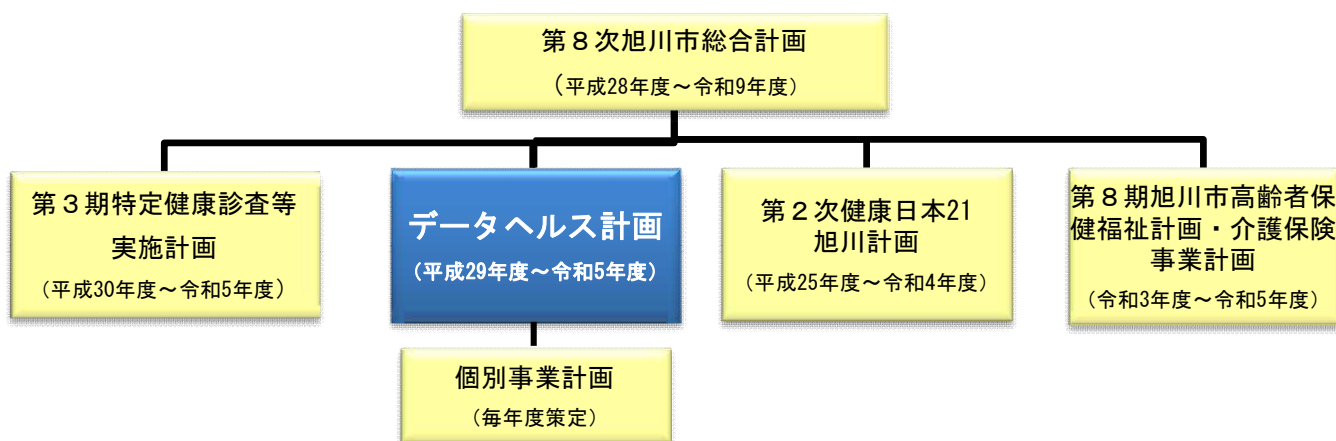 第８次旭川市総合計画
（平成28年度～令和9年度）
第３期特定健康診査等
実施計画
（平成30年度～令和5年度）
データヘルス計画
（平成29年度～令和5年度）
第２次健康日本21
旭川計画
（平成25年度～令和4年度）
第８期旭川市高齢者保
健福祉計画・介護保険
事業計画
（令和3年度～令和5年度）
個別事業計画
（毎年度策定）